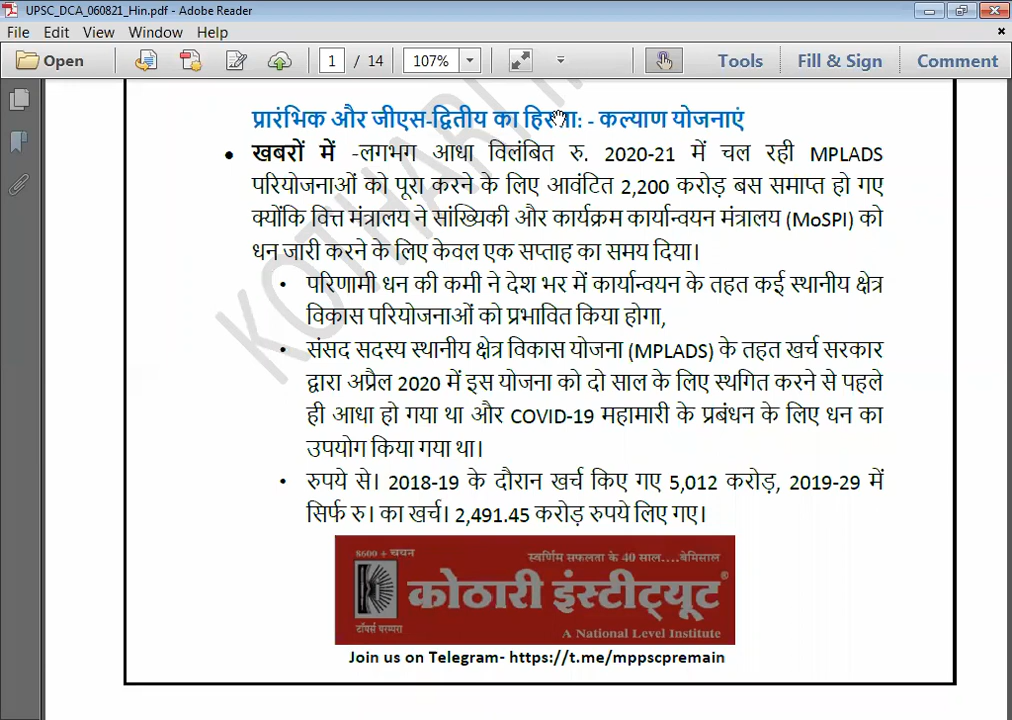 UPSC_DCA_060821_Hin.pdf - Adobe Reader
File Edit View Window Help
Open 1 / 14 107% Tools Fill & Sign Comment
प्रारंभिक और जीएस-द्वितीय का हिस्सा: - कल्याण योजनाएं
• खबरों में -लगभग आधा विलंबित रु. 2020-21 में चल रही MPLADS
परियोजनाओं को पूरा करने के लिए आवंटित 2,200 करोड़ बस समाप्त हो गए
क्योंकि वित्त मंत्रालय ने सांख्यिकी और कार्यक्रम कार्यान्वयन मंत्रालय (MoSPI) को
धन जारी करने के लिए केवल एक सप्ताह का समय दिया।
• परिणामी धन की कमी ने देश भर में कार्यान्वयन के तहत कई स्थानीय क्षेत्र
विकास परियोजनाओं को प्रभावित किया होगा,
• संसद सदस्य स्थानीय क्षेत्र विकास योजना (MPLADS) के तहत खर्च सरकार
द्वारा अप्रैल 2020 में इस योजना को दो साल के लिए स्थगित करने से पहले
ही आधा हो गया था और COVID-19 महामारी के प्रबंधन के लिए धन का
उपयोग किया गया था।
• रुपये से। 2018-19 के दौरान खर्च किए गए 5,012 करोड़, 2019-29 में
सिर्फ रु। का खर्च। 2,491.45 करोड़ रुपये लिए गए।
8600 + चयन स्वर्णिम सफलता के 40 साल....बेमिसाल
कोठारी इंस्टीट्यूट®
टॉपर्स परम्परा A National Level Institute
Join us on Telegram- https://t.me/mppscpremain